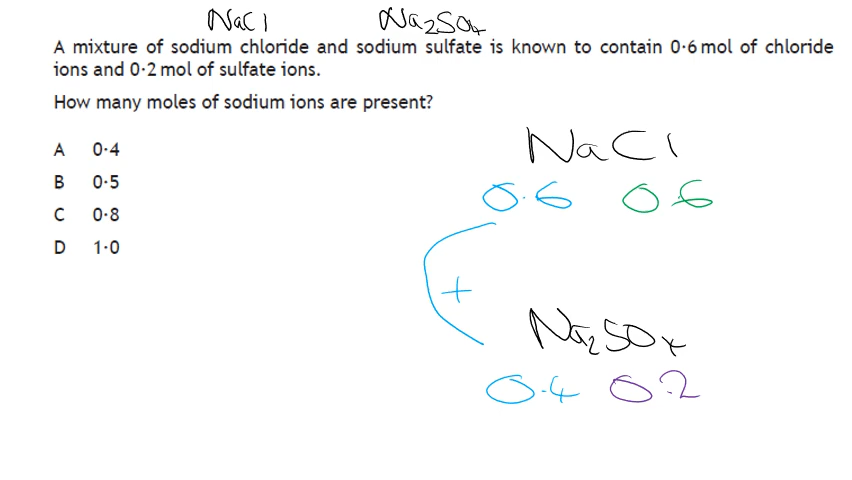 NaCl Na2SO4
A mixture of sodium chloride and sodium sulfate is known to contain 0·6 mol of chloride
ions and 0·2 mol of sulfate ions.
How many moles of sodium ions are present?
A 0·4
B 0·5
C 0·8
D 1·0
NaCl
0.6 0.6
+
Na2SO4
0.4 0.2